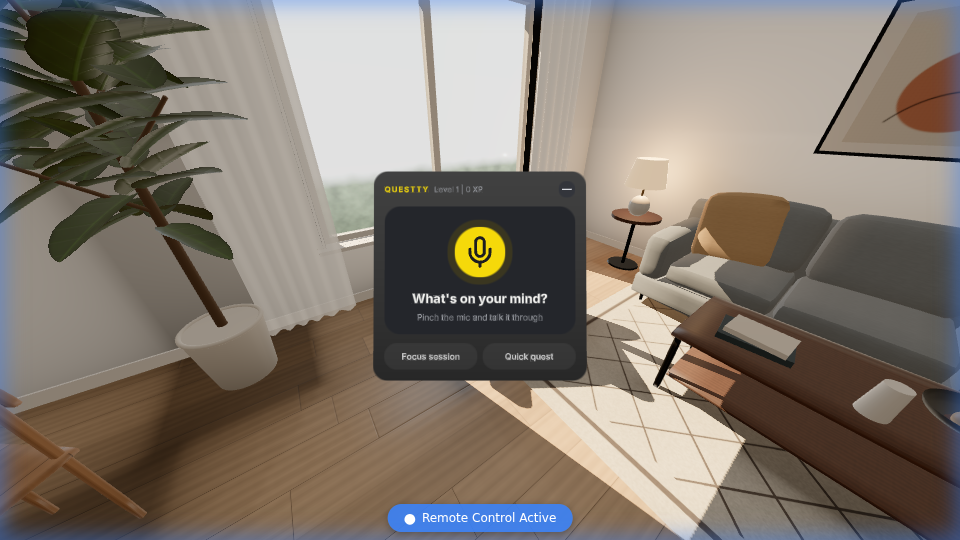 QUESTTY Level 1 | 0 XP
What's on your mind?
Pinch the mic and talk it through
Focus session
Quick quest
Remote Control Active